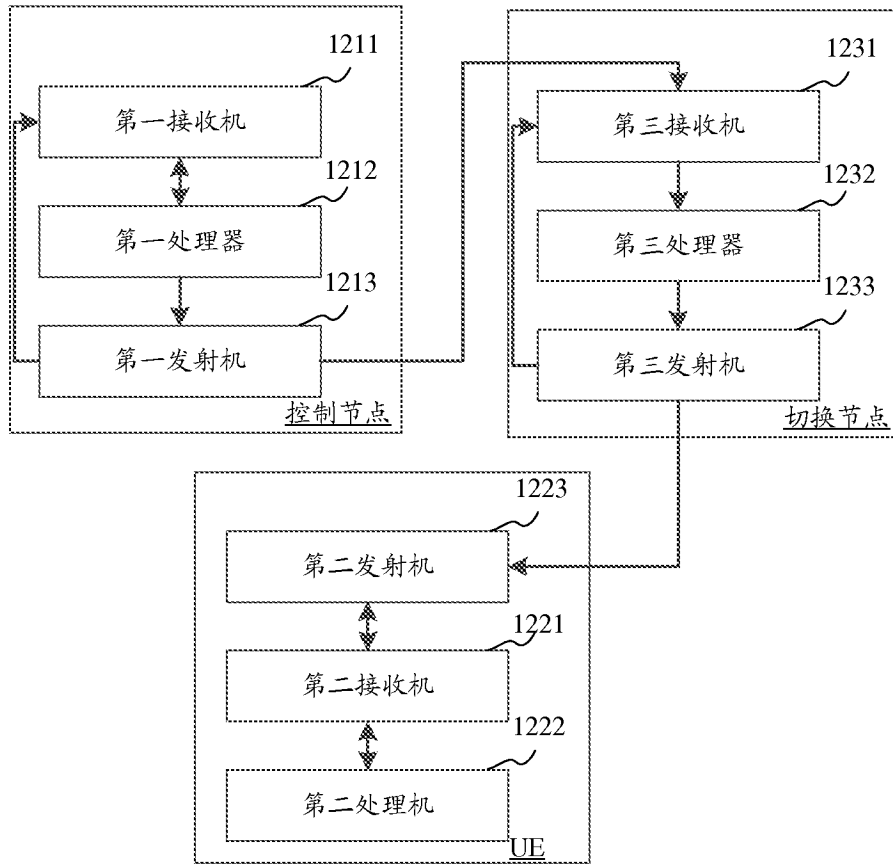 1211
第一接收机
1212
第一处理器
1213
第一发射机
控制节点
1231
第三接收机
1232
第三处理器
1233
第三发射机
切换节点
1223
第二发射机
1221
第二接收机
1222
第二处理机
UE